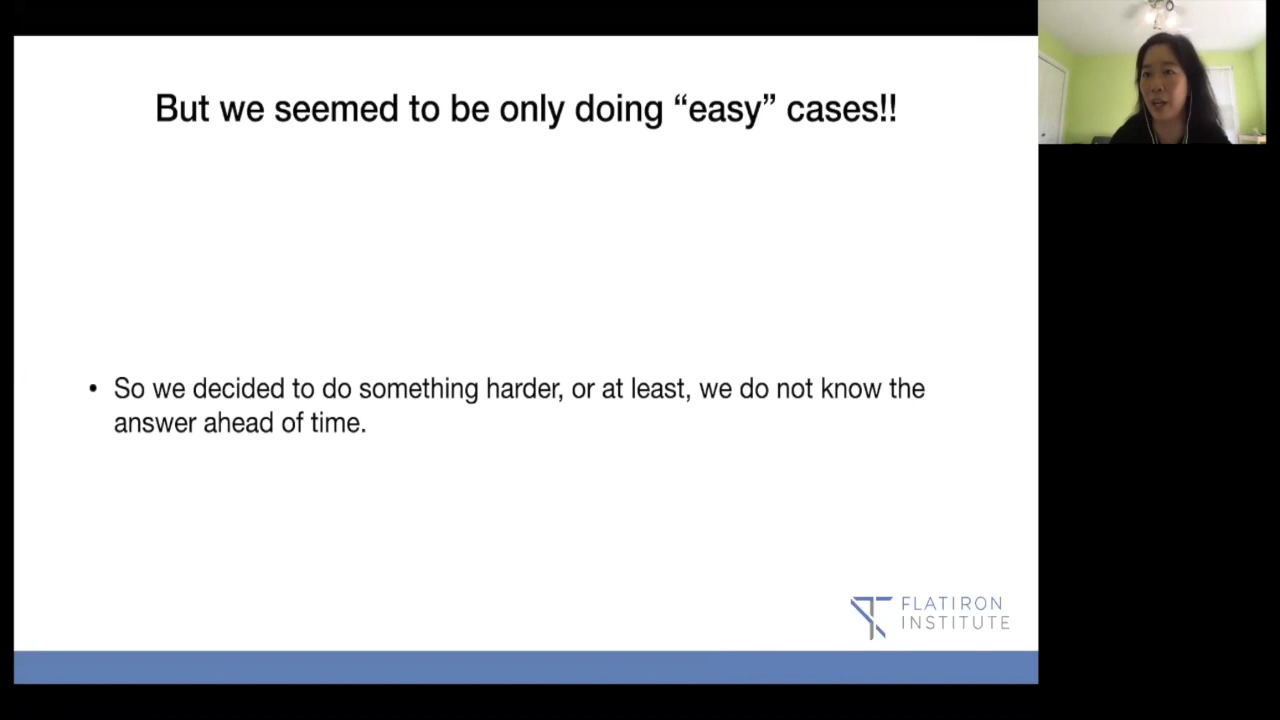 But we seemed to be only doing “easy” cases!!
• So we decided to do something harder, or at least, we do not know the
answer ahead of time.
FLATIRON
INSTITUTE